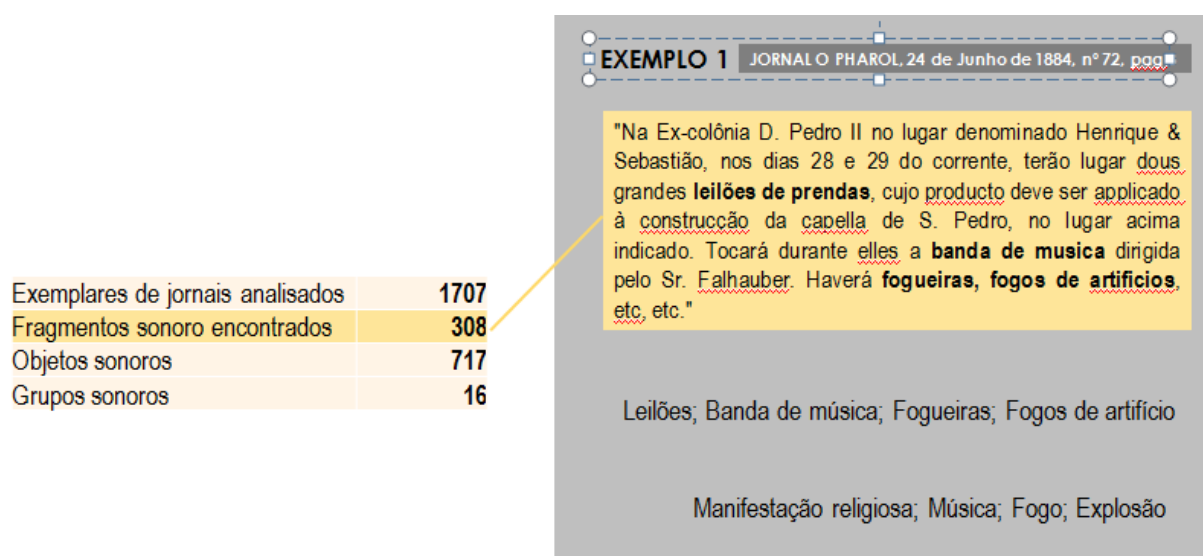 Exemplares de jornais analisados 1707
Fragmentos sonoro encontrados 308
Objetos sonoros 717
Grupos sonoros 16
EXEMPLO 1 JORNAL O PHAROL, 24 de Junho de 1884, nº 72, pag.
"Na Ex-colônia D. Pedro II no lugar denominado Henrique &
Sebastião, nos dias 28 e 29 do corrente, terão lugar dous
grandes leilões de prendas, cujo producto deve ser applicado
à construcção da capella de S. Pedro, no lugar acima
indicado. Tocará durante elles a banda de musica dirigida
pelo Sr. Falhauber. Haverá fogueiras, fogos de artificios,
etc, etc."
Leilões; Banda de música; Fogueiras; Fogos de artifício
Manifestação religiosa; Música; Fogo; Explosão